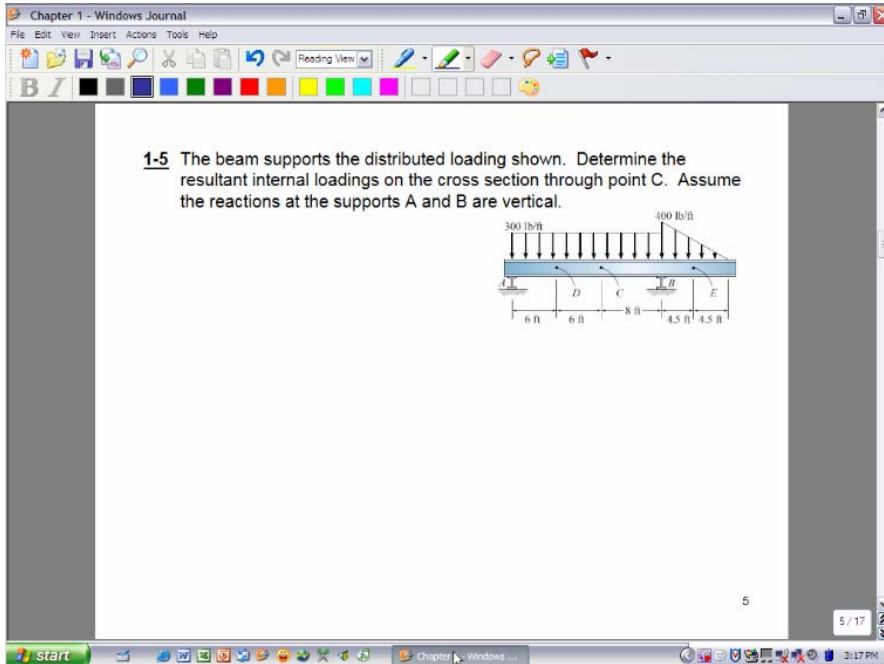 Chapter 1 - Windows Journal
File Edit View Insert Actions Tools Help
Reading View
B I
1-5 The beam supports the distributed loading shown. Determine the
resultant internal loadings on the cross section through point C. Assume
the reactions at the supports A and B are vertical.
400 lb/ft
300 lb/ft
A B
D C E
6 ft 6 ft 8 ft 4.5 ft 4.5 ft
5
5 / 17
start Chapter 1 - Windows ... 3:17 PM